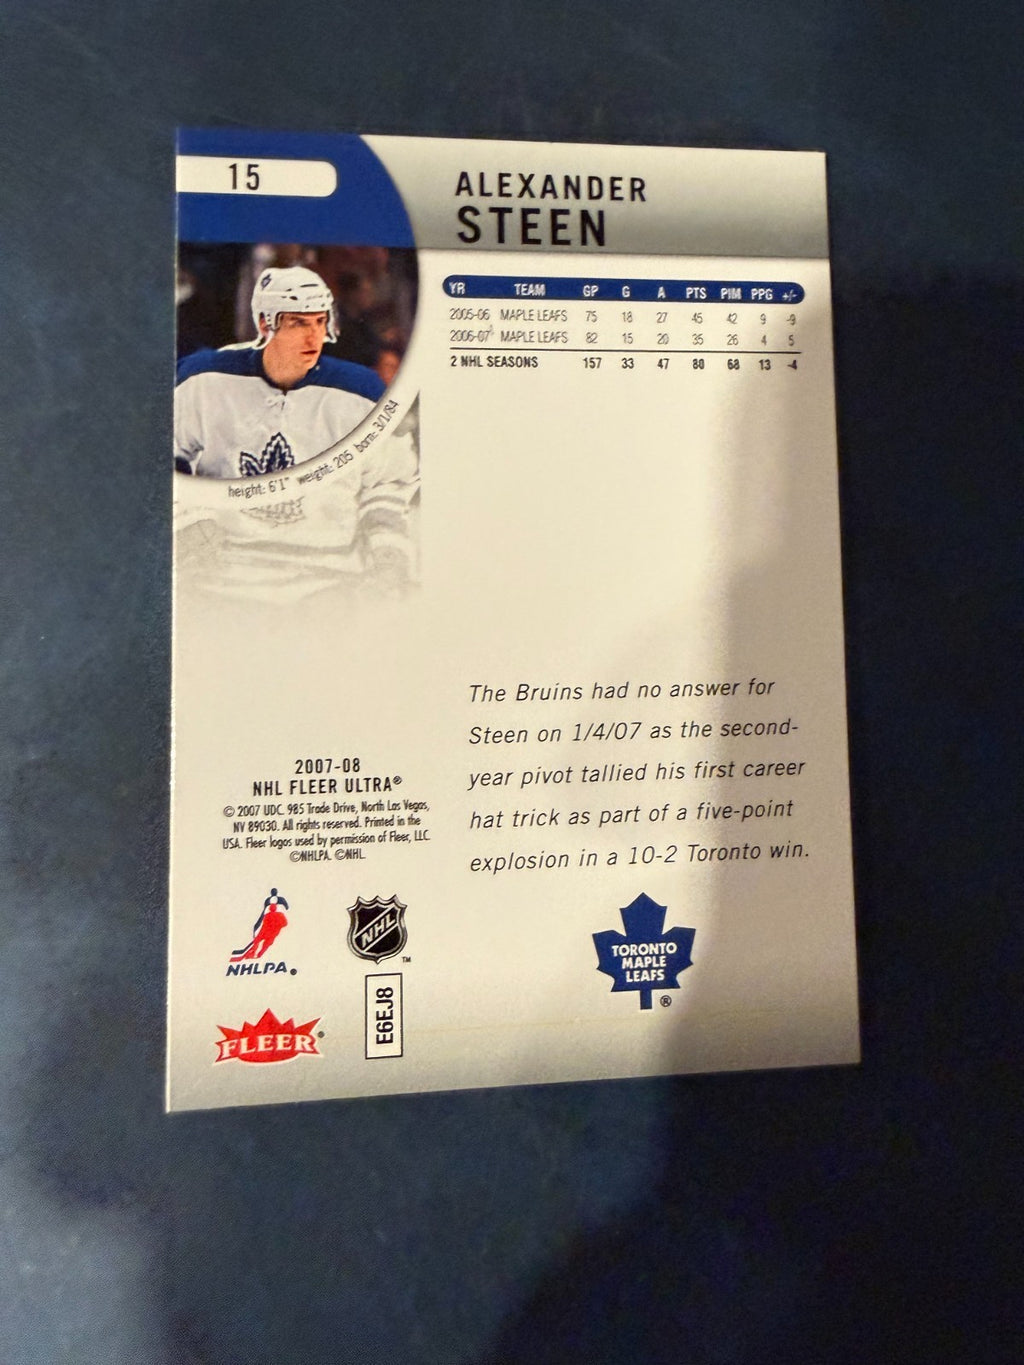 15
ALEXANDER
STEEN
YR TEAM GP G A PTS PIM PPG +/-
2005-06 MAPLE LEAFS 75 18 27 45 42 9 -9
2006-07 MAPLE LEAFS 82 15 20 35 26 4 5
2 NHL SEASONS 157 33 47 80 68 13 -4
height: 6'1" weight: 205 born: 3/1/84
The Bruins had no answer for
Steen on 1/4/07 as the second-
year pivot tallied his first career
hat trick as part of a five-point
explosion in a 10-2 Toronto win.
2007-08
NHL FLEER ULTRA®
© 2007 UDC. 985 Trade Drive, North Las Vegas,
NV 89030. All rights reserved. Printed in the
USA. Fleer logos used by permission of Fleer, LLC.
©NHLPA. ©NHL.
NHLPA®
NHL™
TORONTO
MAPLE
LEAFS
®
FLEER®
E6EJ8